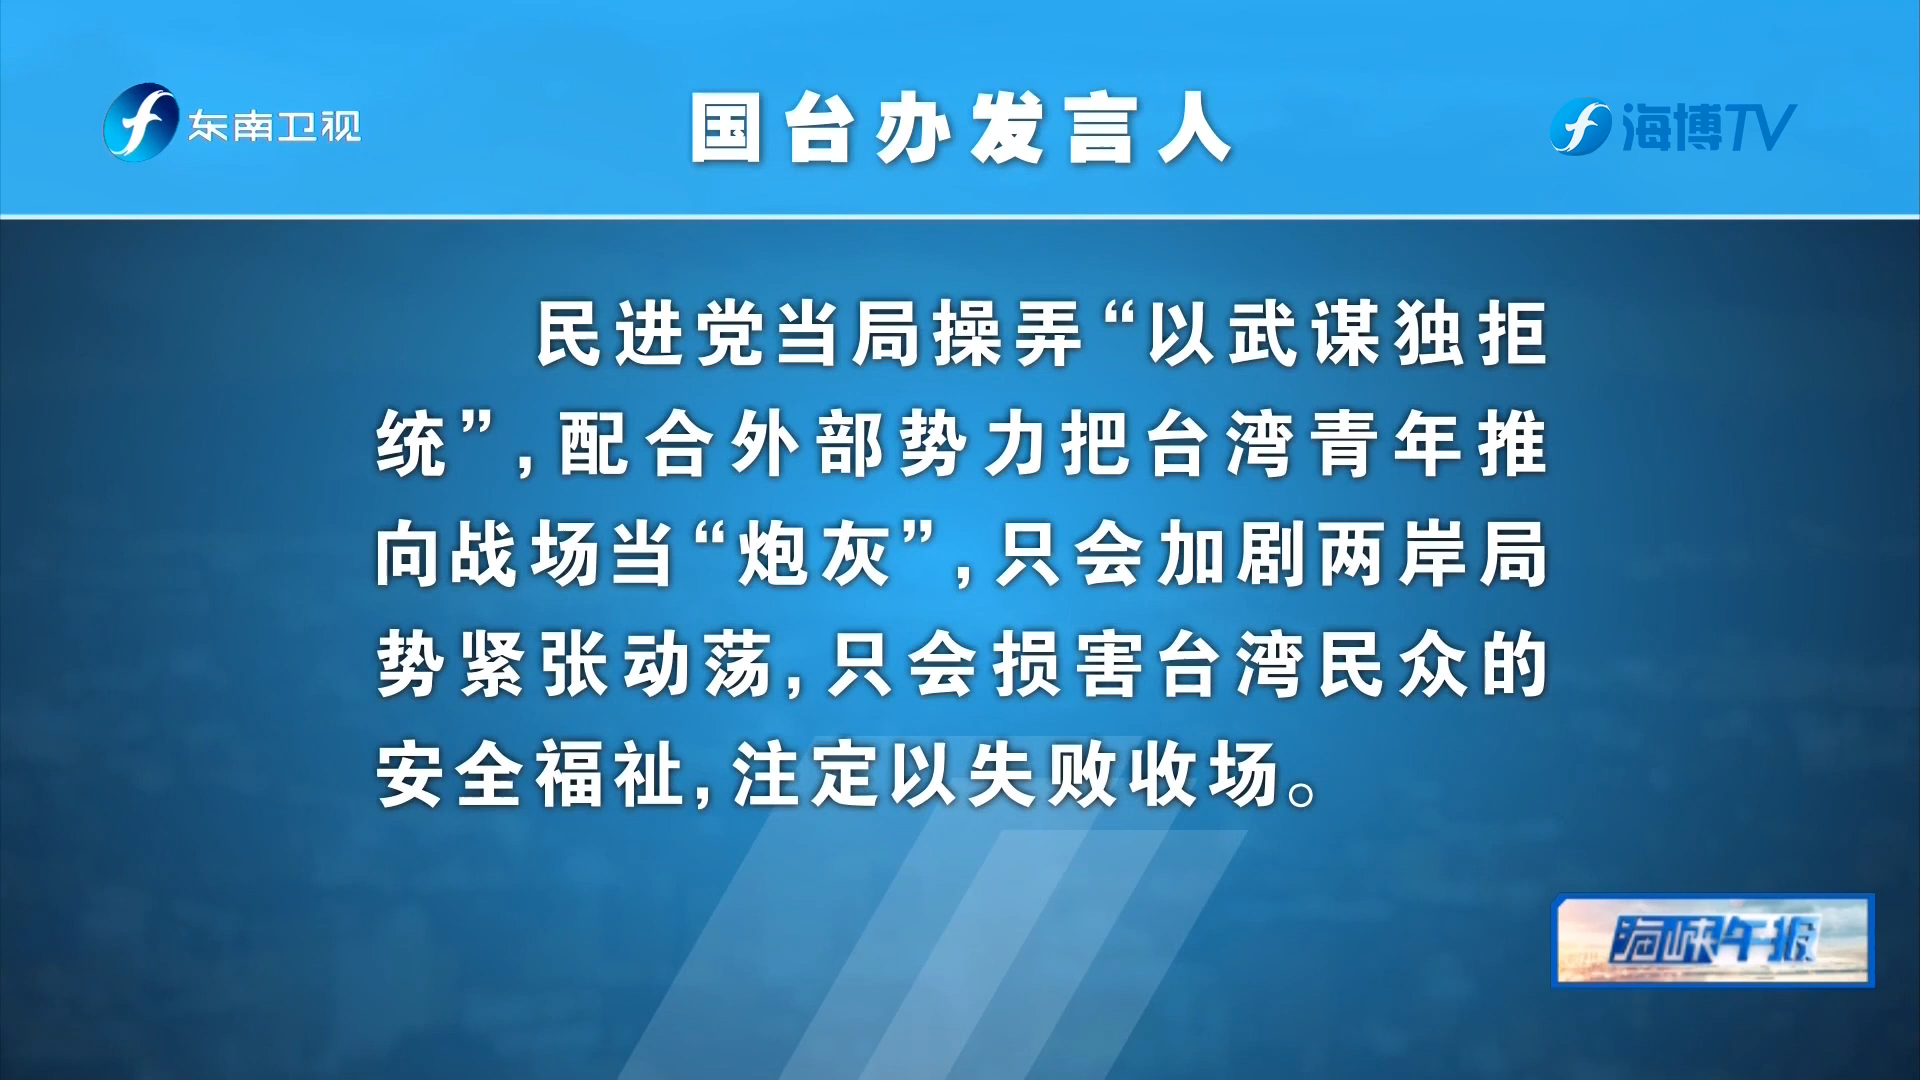 东南卫视
国台办发言人
海博TV
民进党当局操弄“以武谋独拒
统”，配合外部势力把台湾青年推
向战场当“炮灰”，只会加剧两岸局
势紧张动荡，只会损害台湾民众的
安全福祉，注定以失败收场。
海峡午报